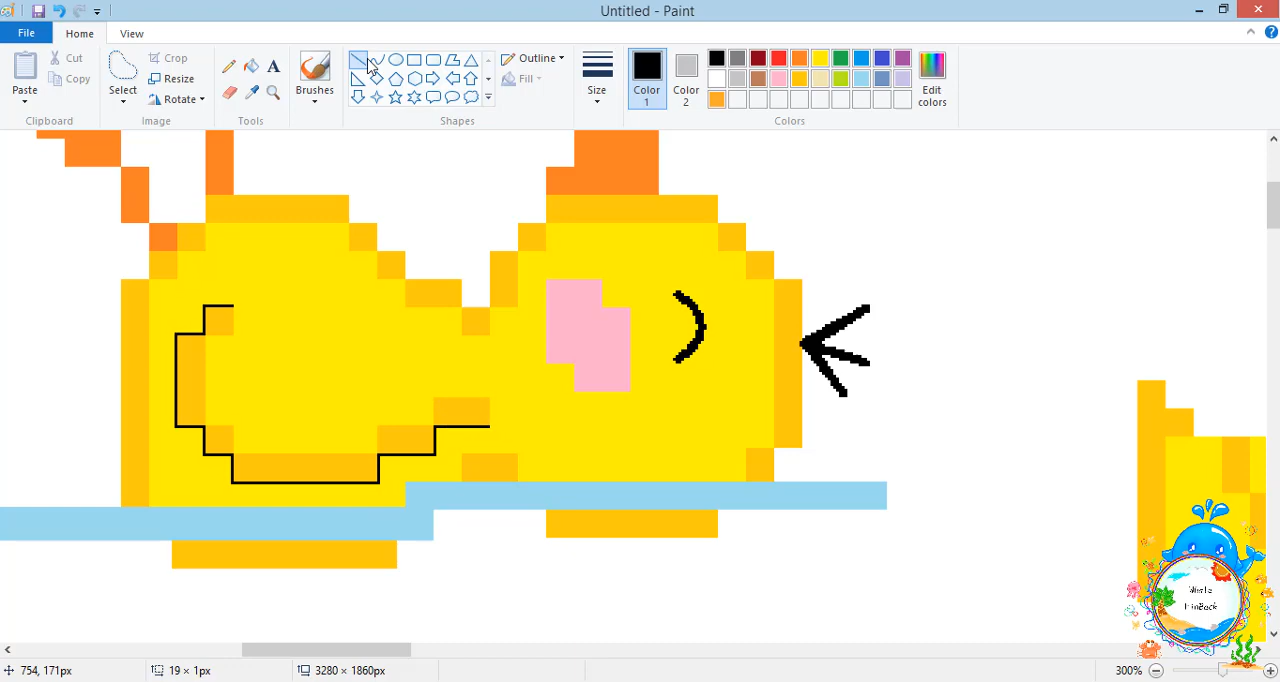 Untitled - Paint
File
Home
View
Paste
Cut
Copy
Clipboard
Select
Crop
Resize
Rotate
Image
A
Tools
Brushes
Shapes
Outline
Fill
Size
Color
1
Color
2
Edit
colors
Colors
754, 171px
19 × 1px
3280 × 1860px
300%